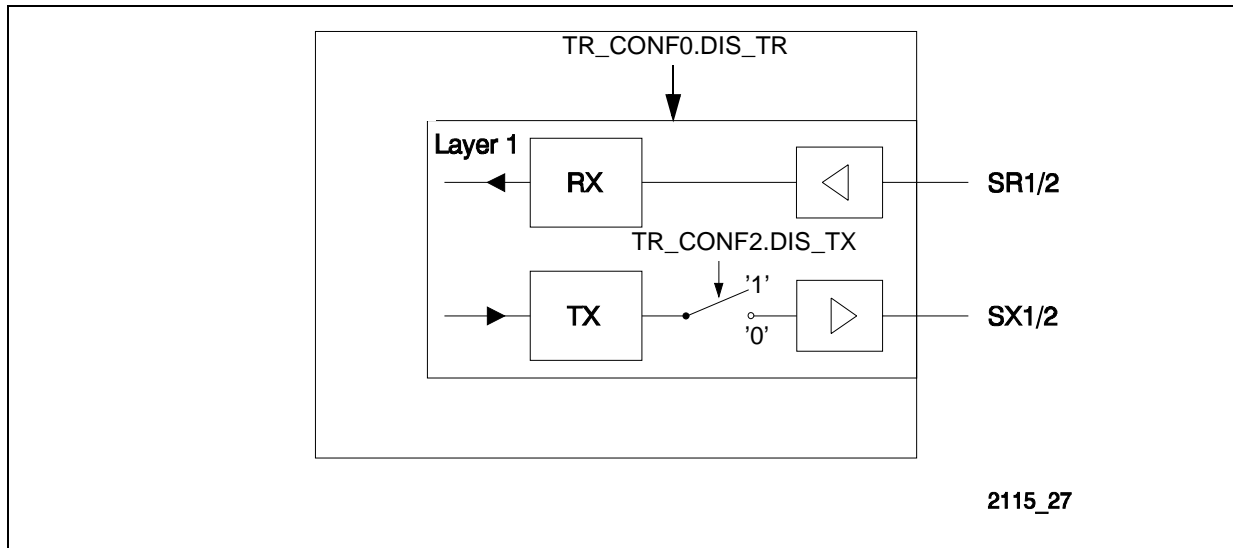 TR_CONF0.DIS_TR
Layer 1
RX
SR1/2
TR_CONF2.DIS_TX
’1’
TX
’0’
SX1/2
2115_27